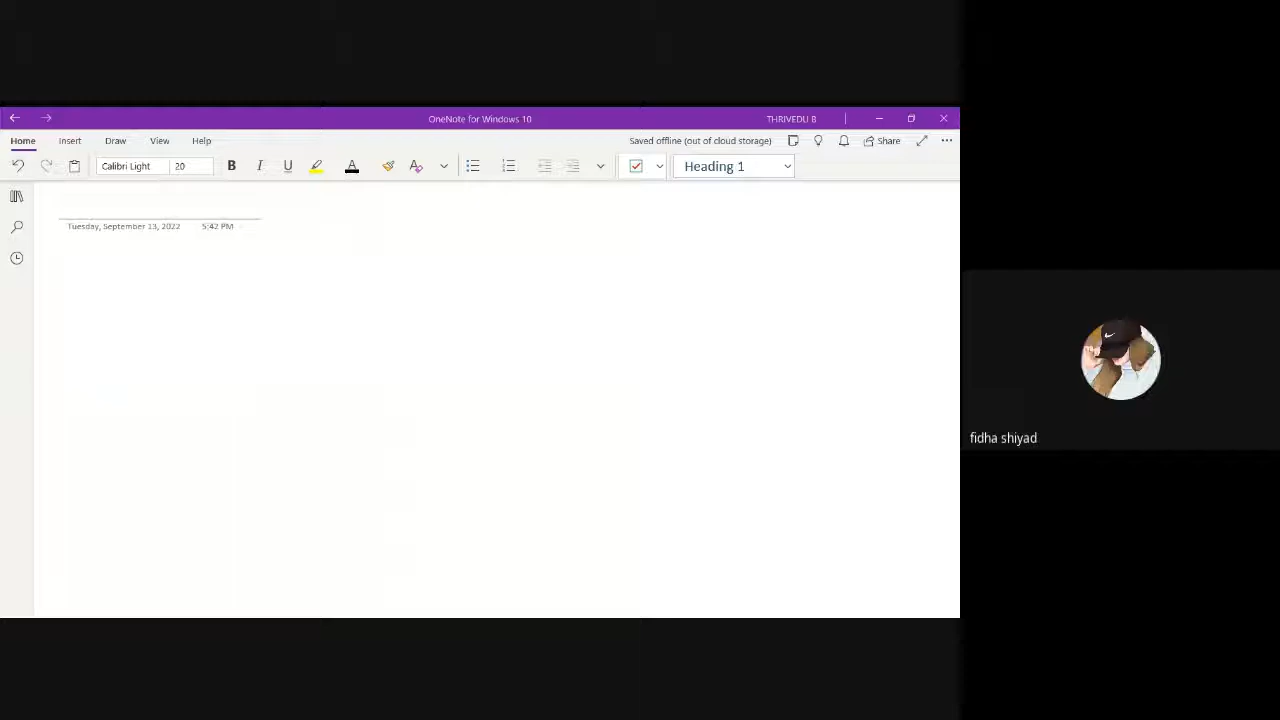 OneNote for Windows 10
THRIVEDU B
Home Insert Draw View Help
Saved offline (out of cloud storage)
Share
Calibri Light 20
B I U A
Heading 1
Tuesday, September 13, 2022 5:42 PM
fidha shiyad